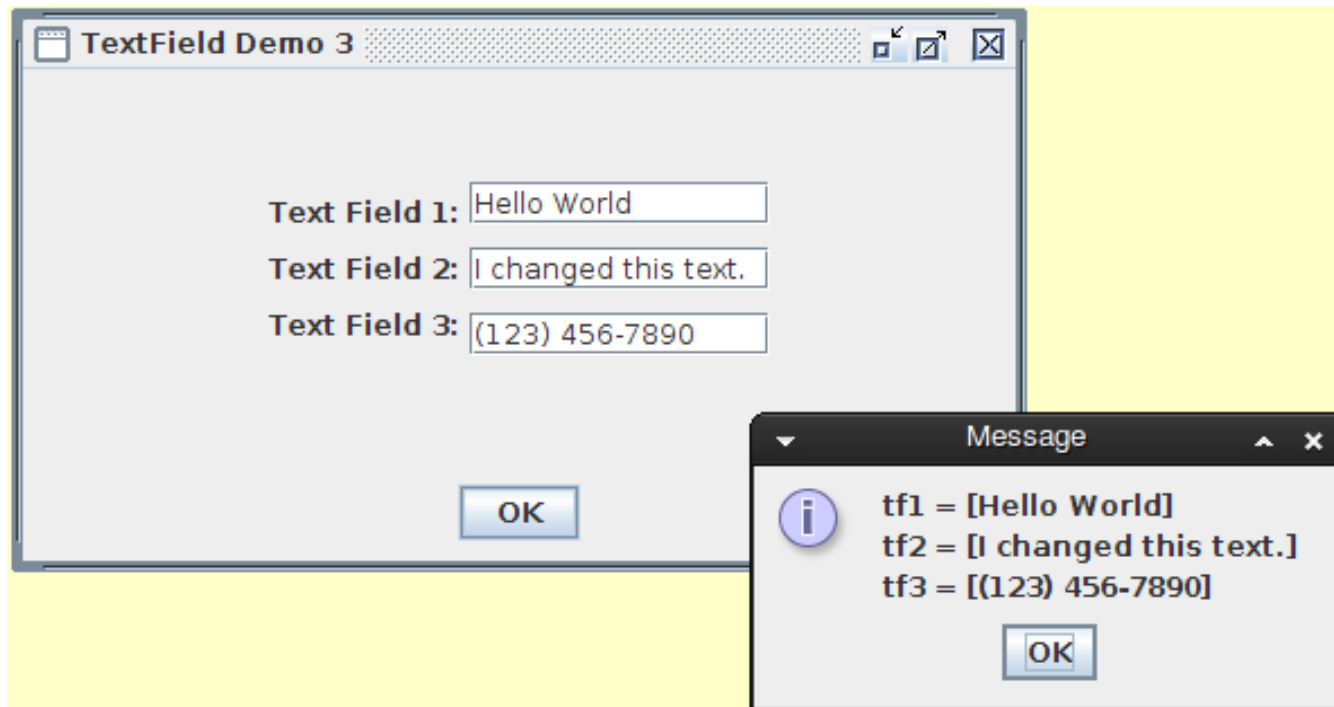 TextField Demo 3
Text Field 1: Hello World
Text Field 2: I changed this text.
Text Field 3: (123) 456-7890
OK
Message
tf1 = [Hello World]
tf2 = [I changed this text.]
tf3 = [(123) 456-7890]
OK